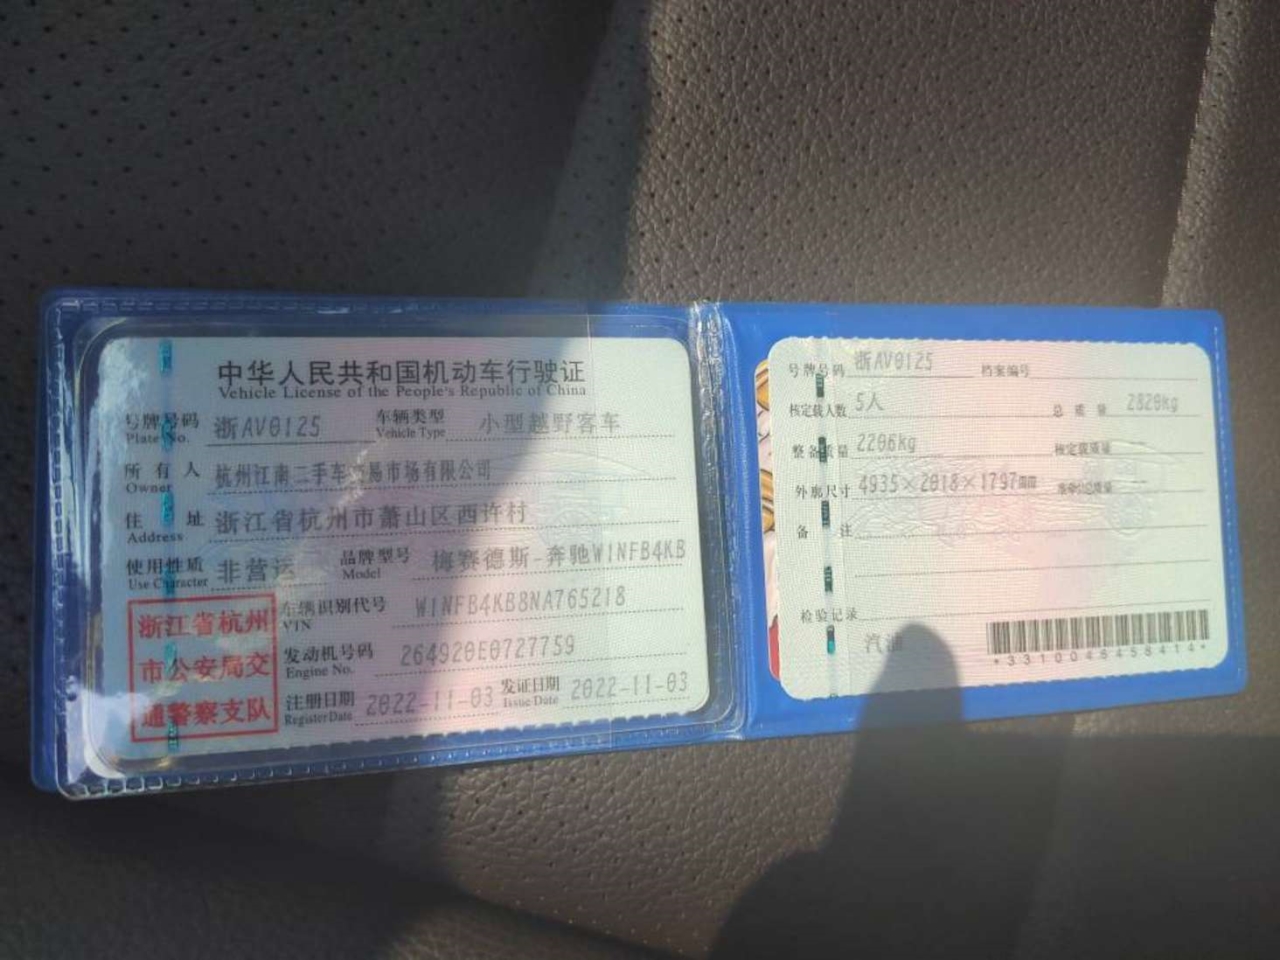 中华人民共和国机动车行驶证
Vehicle License of the People's Republic of China
号牌号码 浙AV0125 车辆类型 小型越野客车
Plate No. Vehicle Type
所有人 杭州江南二手车交易市场有限公司
Owner
住址 浙江省杭州市萧山区西许村
Address
使用性质 非营运 品牌型号 梅赛德斯-奔驰W1NFB4KB
Use Character Model
浙江省杭州
市公安局交
通警察支队
车辆识别代号 W1NFB4KB8NA765218
VIN
发动机号码 264920E0727759
Engine No.
注册日期 2022-11-03 发证日期 2022-11-03
Register Date Issue Date
号牌号码 浙AV0125 档案编号
核定载人数 5人 总质量 2820kg
整备质量 2206kg 核定载质量
外廓尺寸 4935×2018×1797mm 准牵引总质量
备注
检验记录
汽油
*3310046458414*